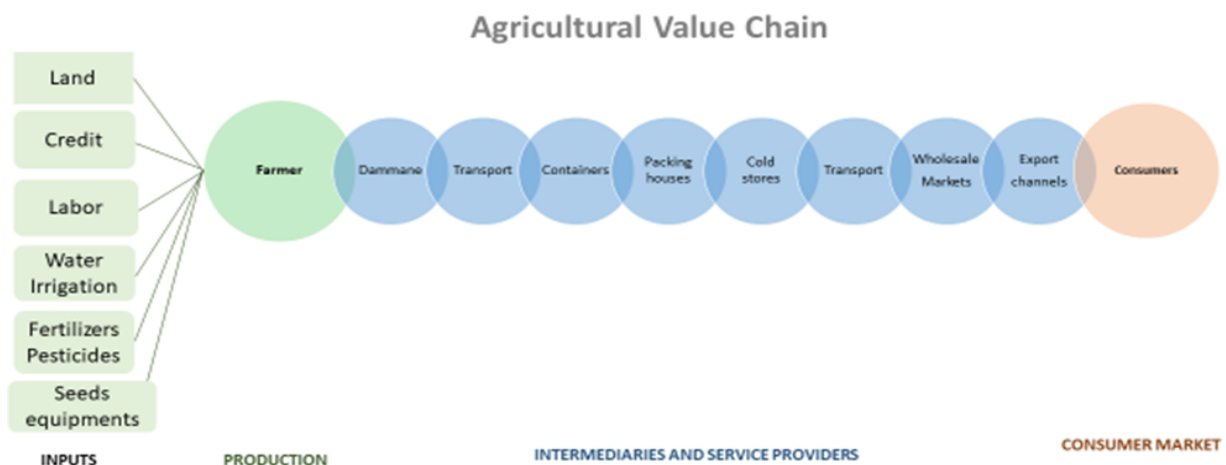 Agricultural Value Chain
Land
Credit
Labor
Water
Irrigation
Fertilizers
Pesticides
Seeds
equipments
Farmer
Dammane
Transport
Containers
Packing
houses
Cold
stores
Transport
Wholesale
Markets
Export
channels
Consumers
INPUTS
PRODUCTION
INTERMEDIARIES AND SERVICE PROVIDERS
CONSUMER MARKET